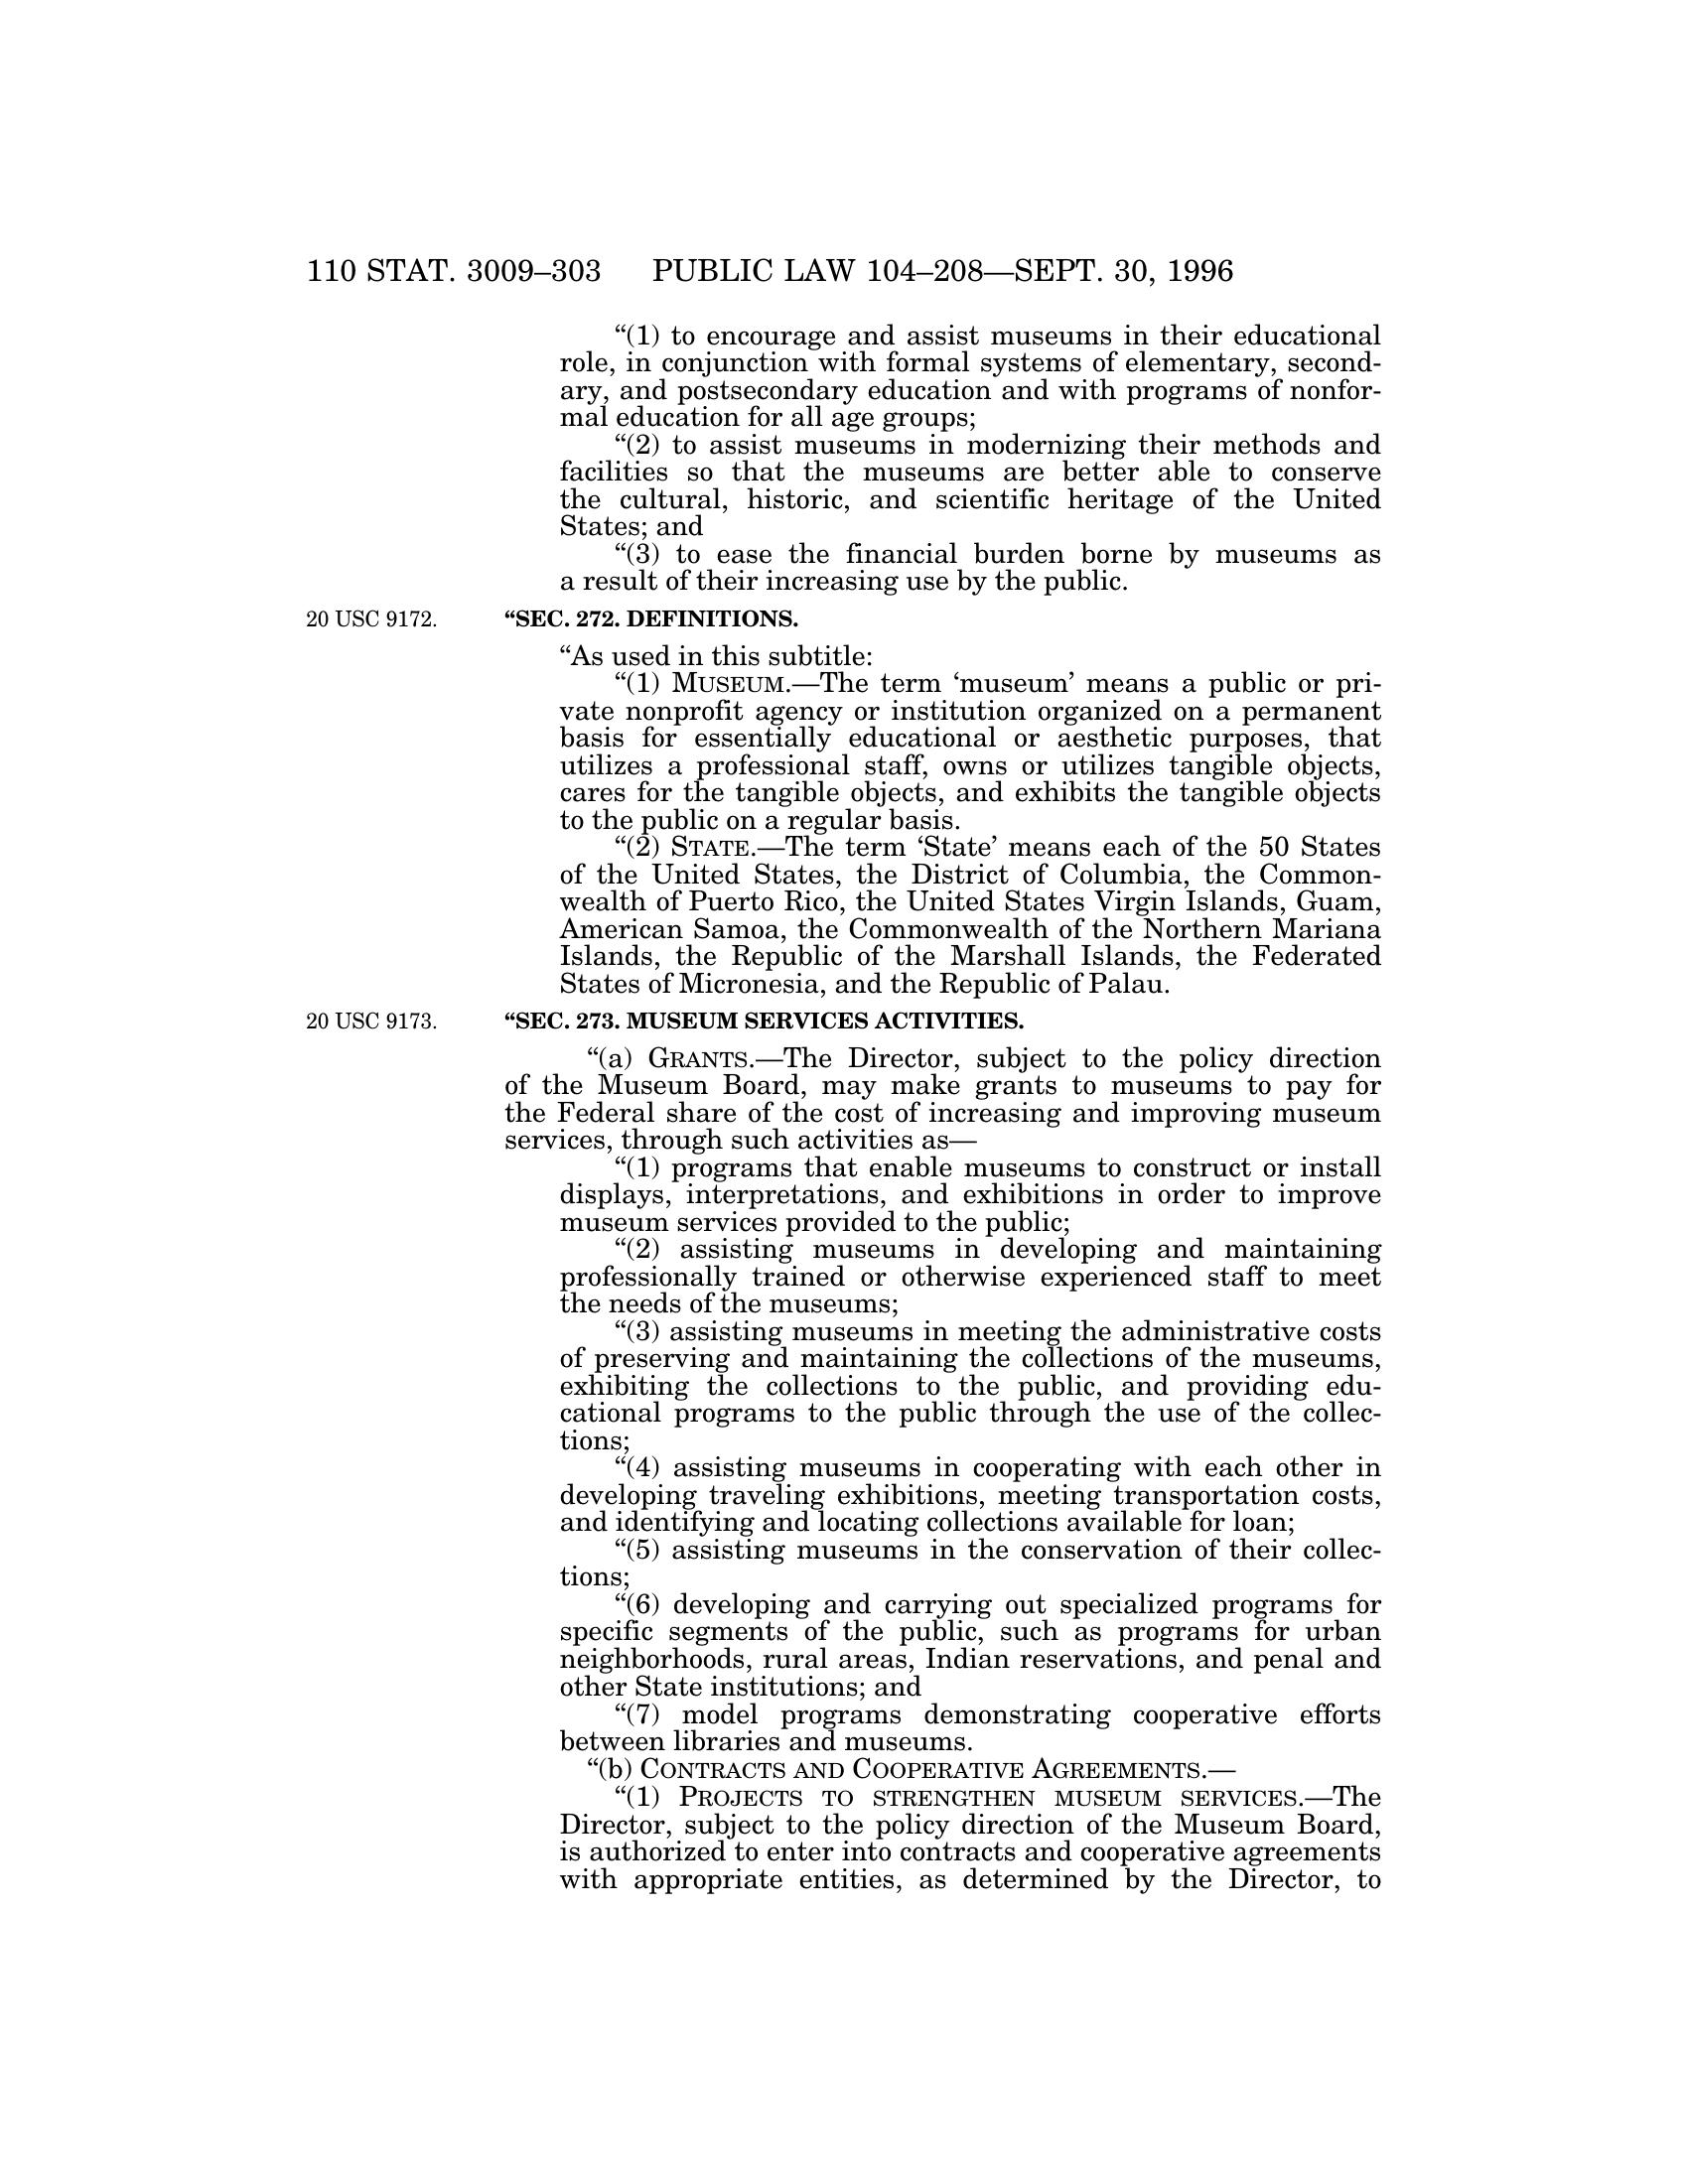 110 STAT. 3009–303 PUBLIC LAW 104–208—SEPT. 30, 1996
“(1) to encourage and assist museums in their educational
role, in conjunction with formal systems of elementary, second-
ary, and postsecondary education and with programs of nonfor-
mal education for all age groups;
“(2) to assist museums in modernizing their methods and
facilities so that the museums are better able to conserve
the cultural, historic, and scientific heritage of the United
States; and
“(3) to ease the financial burden borne by museums as
a result of their increasing use by the public.
20 USC 9172. “SEC. 272. DEFINITIONS.
“As used in this subtitle:
“(1) MUSEUM.—The term ‘museum’ means a public or pri-
vate nonprofit agency or institution organized on a permanent
basis for essentially educational or aesthetic purposes, that
utilizes a professional staff, owns or utilizes tangible objects,
cares for the tangible objects, and exhibits the tangible objects
to the public on a regular basis.
“(2) STATE.—The term ‘State’ means each of the 50 States
of the United States, the District of Columbia, the Common-
wealth of Puerto Rico, the United States Virgin Islands, Guam,
American Samoa, the Commonwealth of the Northern Mariana
Islands, the Republic of the Marshall Islands, the Federated
States of Micronesia, and the Republic of Palau.
20 USC 9173. “SEC. 273. MUSEUM SERVICES ACTIVITIES.
“(a) GRANTS.—The Director, subject to the policy direction
of the Museum Board, may make grants to museums to pay for
the Federal share of the cost of increasing and improving museum
services, through such activities as—
“(1) programs that enable museums to construct or install
displays, interpretations, and exhibitions in order to improve
museum services provided to the public;
“(2) assisting museums in developing and maintaining
professionally trained or otherwise experienced staff to meet
the needs of the museums;
“(3) assisting museums in meeting the administrative costs
of preserving and maintaining the collections of the museums,
exhibiting the collections to the public, and providing edu-
cational programs to the public through the use of the collec-
tions;
“(4) assisting museums in cooperating with each other in
developing traveling exhibitions, meeting transportation costs,
and identifying and locating collections available for loan;
“(5) assisting museums in the conservation of their collec-
tions;
“(6) developing and carrying out specialized programs for
specific segments of the public, such as programs for urban
neighborhoods, rural areas, Indian reservations, and penal and
other State institutions; and
“(7) model programs demonstrating cooperative efforts
between libraries and museums.
“(b) CONTRACTS AND COOPERATIVE AGREEMENTS.—
“(1) PROJECTS TO STRENGTHEN MUSEUM SERVICES.—The
Director, subject to the policy direction of the Museum Board,
is authorized to enter into contracts and cooperative agreements
with appropriate entities, as determined by the Director, to